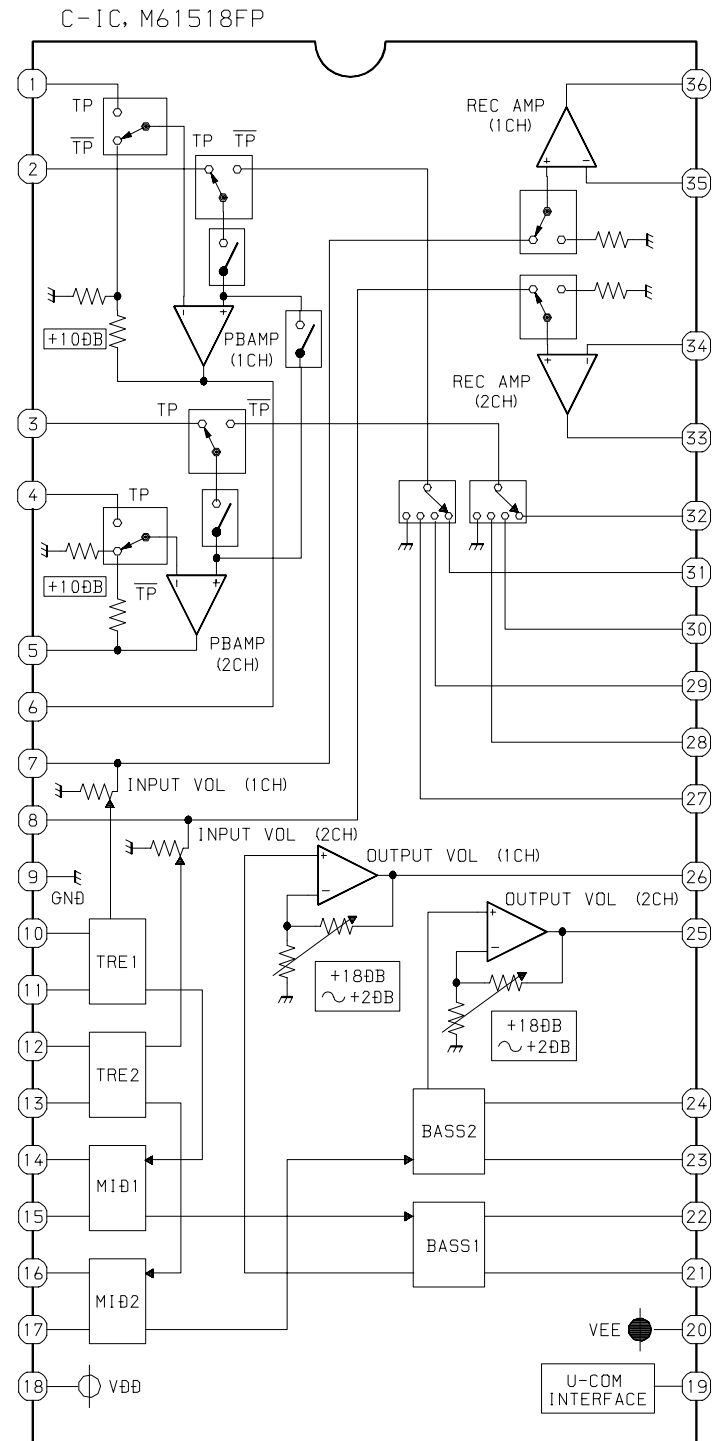 C-IC, M61518FP
1
36
TP
REC AMP
(1CH)
TP
TP
TP
2
35
+
-
-
+
+10DB
PBAMP
(1CH)
34
+
-
REC AMP
(2CH)
3
TP
TP
33
4
TP
32
+10DB
TP
-
+
31
5
PBAMP
(2CH)
30
6
29
28
7
INPUT VOL (1CH)
27
8
INPUT VOL (2CH)
+
-
OUTPUT VOL (1CH)
9
GND
26
OUTPUT VOL (2CH)
+
-
10
25
TRE1
+18DB
~+2DB
11
+18DB
~+2DB
12
TRE2
13
24
BASS2
14
23
MID1
15
22
BASS1
16
21
MID2
17
VEE
20
18
VDD
U-COM
INTERFACE
19